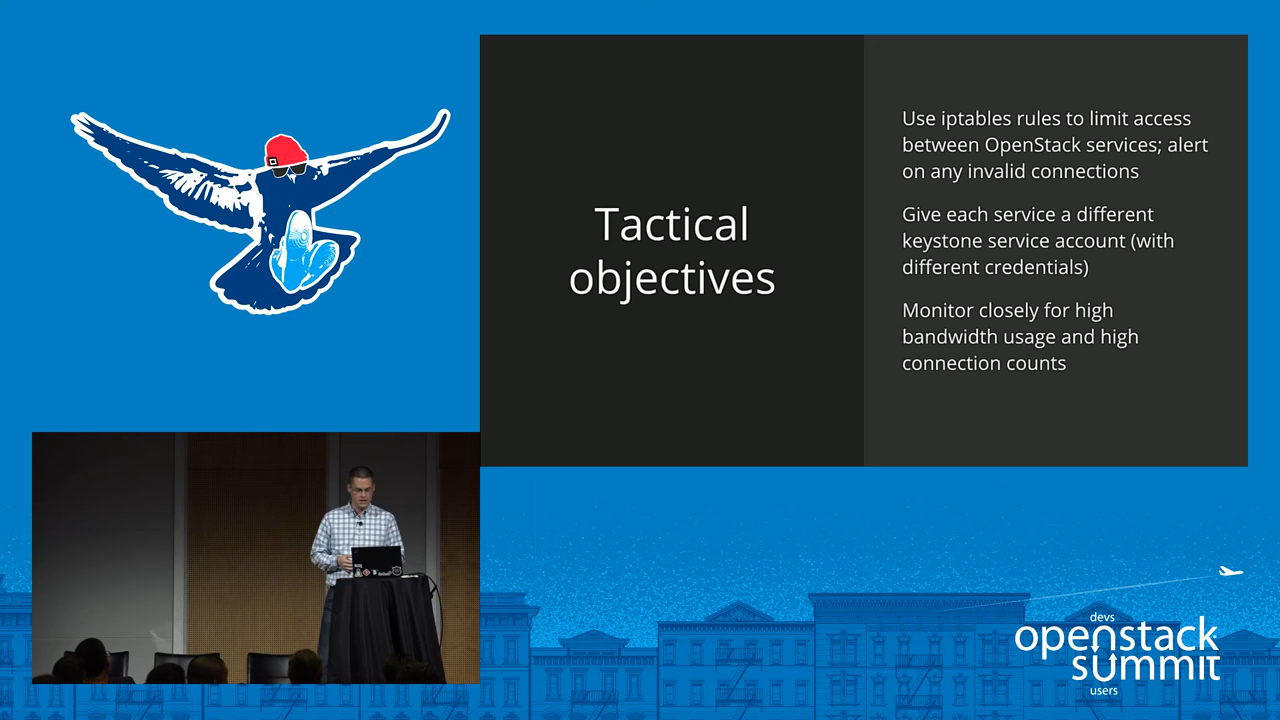 Tactical
objectives
Use iptables rules to limit access
between OpenStack services; alert
on any invalid connections
Give each service a different
keystone service account (with
different credentials)
Monitor closely for high
bandwidth usage and high
connection counts
devs
openstack
summit
users